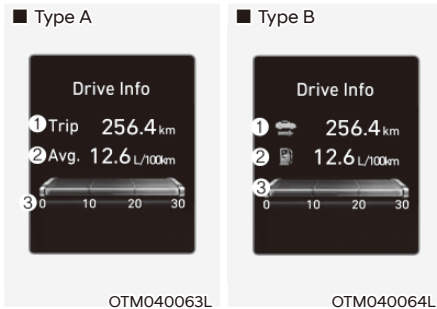 ■ Type A
Drive Info
① Trip 256.4 km
② Avg. 12.6 L/100km
③ 0 10 20 30
OTM040063L
■ Type B
Drive Info
① 256.4 km
② 12.6 L/100km
③
0 10 20 30
OTM040064L